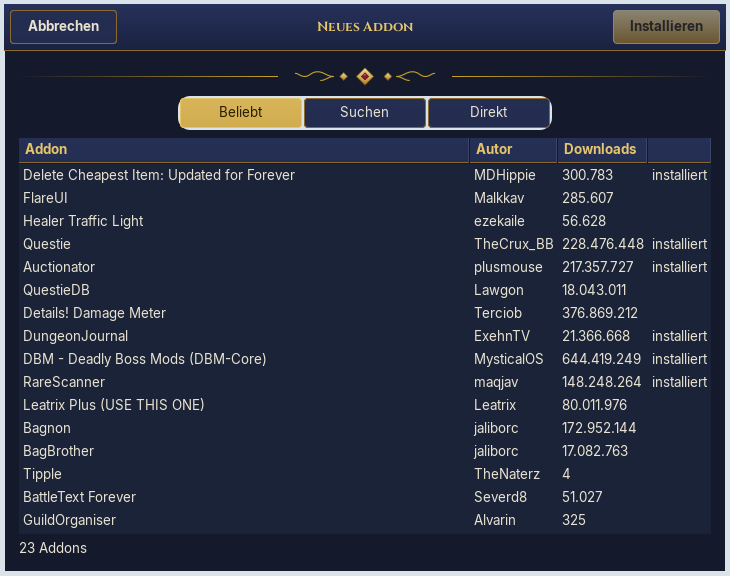 Abbrechen Neues Addon Installieren
Beliebt Suchen Direkt
Addon Autor Downloads
Delete Cheapest Item: Updated for Forever MDHippie 300.783 installiert
FlareUI Malkkav 285.607
Healer Traffic Light ezekaile 56.628
Questie TheCrux_BB 228.476.448 installiert
Auctionator plusmouse 217.357.727 installiert
QuestieDB Lawgon 18.043.011
Details! Damage Meter Terciob 376.869.212
DungeonJournal ExehnTV 21.366.668 installiert
DBM - Deadly Boss Mods (DBM-Core) MysticalOS 644.419.249 installiert
RareScanner maqjav 148.248.264 installiert
Leatrix Plus (USE THIS ONE) Leatrix 80.011.976
Bagnon jaliborc 172.952.144
BagBrother jaliborc 17.082.763
Tipple TheNaterz 4
BattleText Forever Severd8 51.027
GuildOrganiser Alvarin 325
23 Addons